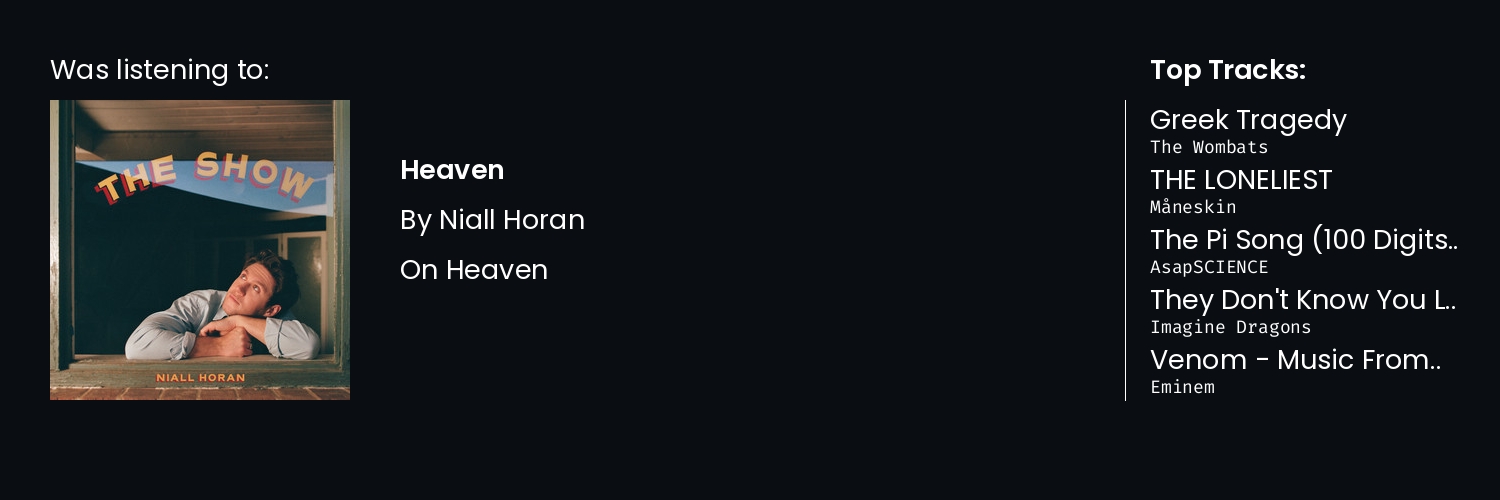 Was listening to:
THE SHOW
NIALL HORAN
Heaven
By Niall Horan
On Heaven
Top Tracks:
Greek Tragedy
The Wombats
THE LONELIEST
Måneskin
The Pi Song (100 Digits..
AsapSCIENCE
They Don't Know You L..
Imagine Dragons
Venom - Music From..
Eminem